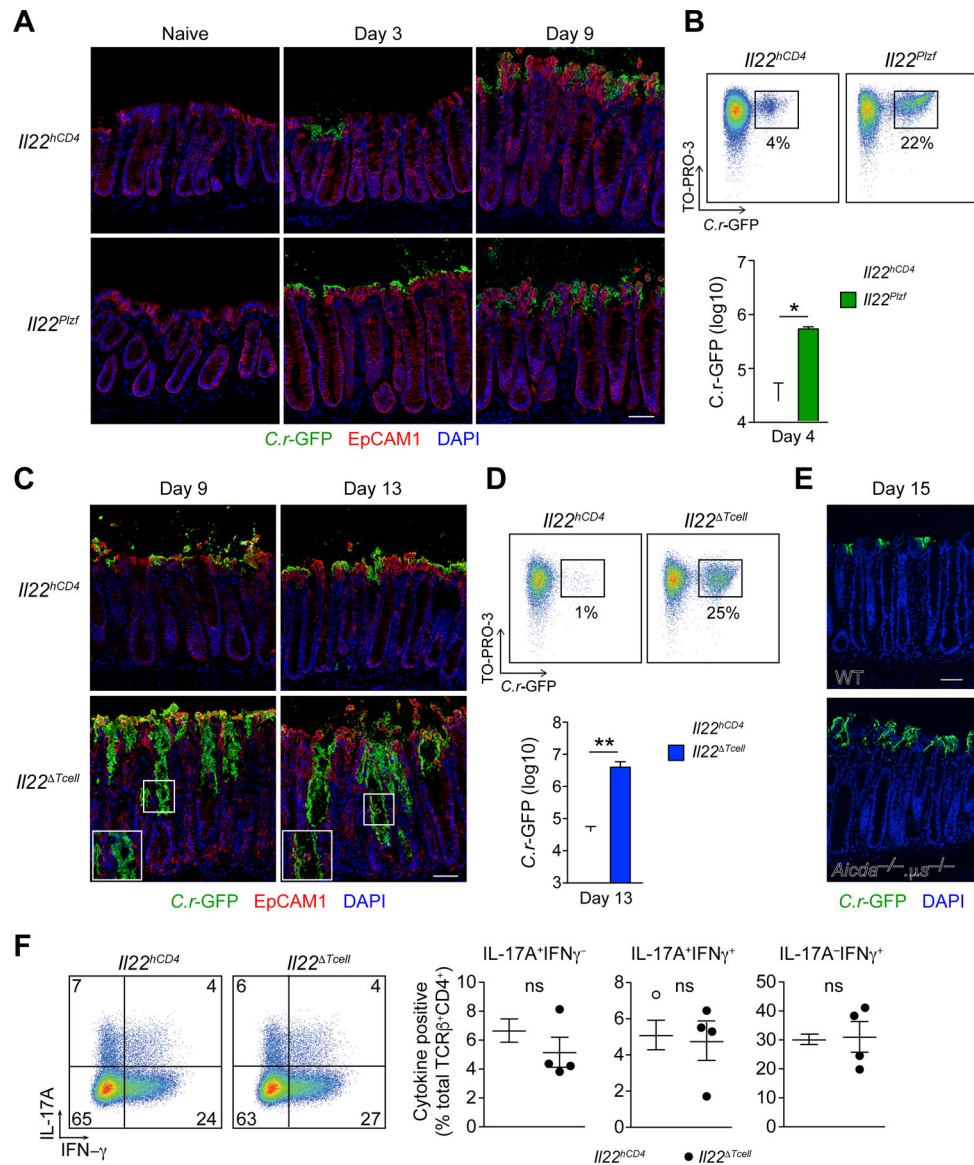 A
Naive Day 3 Day 9
Il22hCD4
Il22Plzf
C.r-GFP EpCAM1 DAPI
B
Il22hCD4 Il22Plzf
TO-PRO-3
4% 22%
C.r-GFP
C.r-GFP (log10)
7
6
5
4
*
Il22hCD4
Il22Plzf
Day 4
C
Day 9 Day 13
Il22hCD4
Il22ΔTcell
C.r-GFP EpCAM1 DAPI
D
Il22hCD4 Il22ΔTcell
TO-PRO-3
1% 25%
C.r-GFP
C.r-GFP (log10)
8
7
6
5
4
3
**
Il22hCD4
Il22ΔTcell
Day 13
E
Day 15
WT
Aicda–/–.μs–/–
C.r-GFP DAPI
F
Il22hCD4 Il22ΔTcell
7 4 6 4
65 24 63 27
IL-17A
IFN–γ
Cytokine positive
(% total TCRβ+CD4+)
IL-17A+IFNγ– IL-17A+IFNγ+ IL-17A–IFNγ+
ns ns ns
10 8 50
8 6 40
6 4 30
4 2 20
2 10
0 0 0
Il22hCD4 Il22ΔTcell